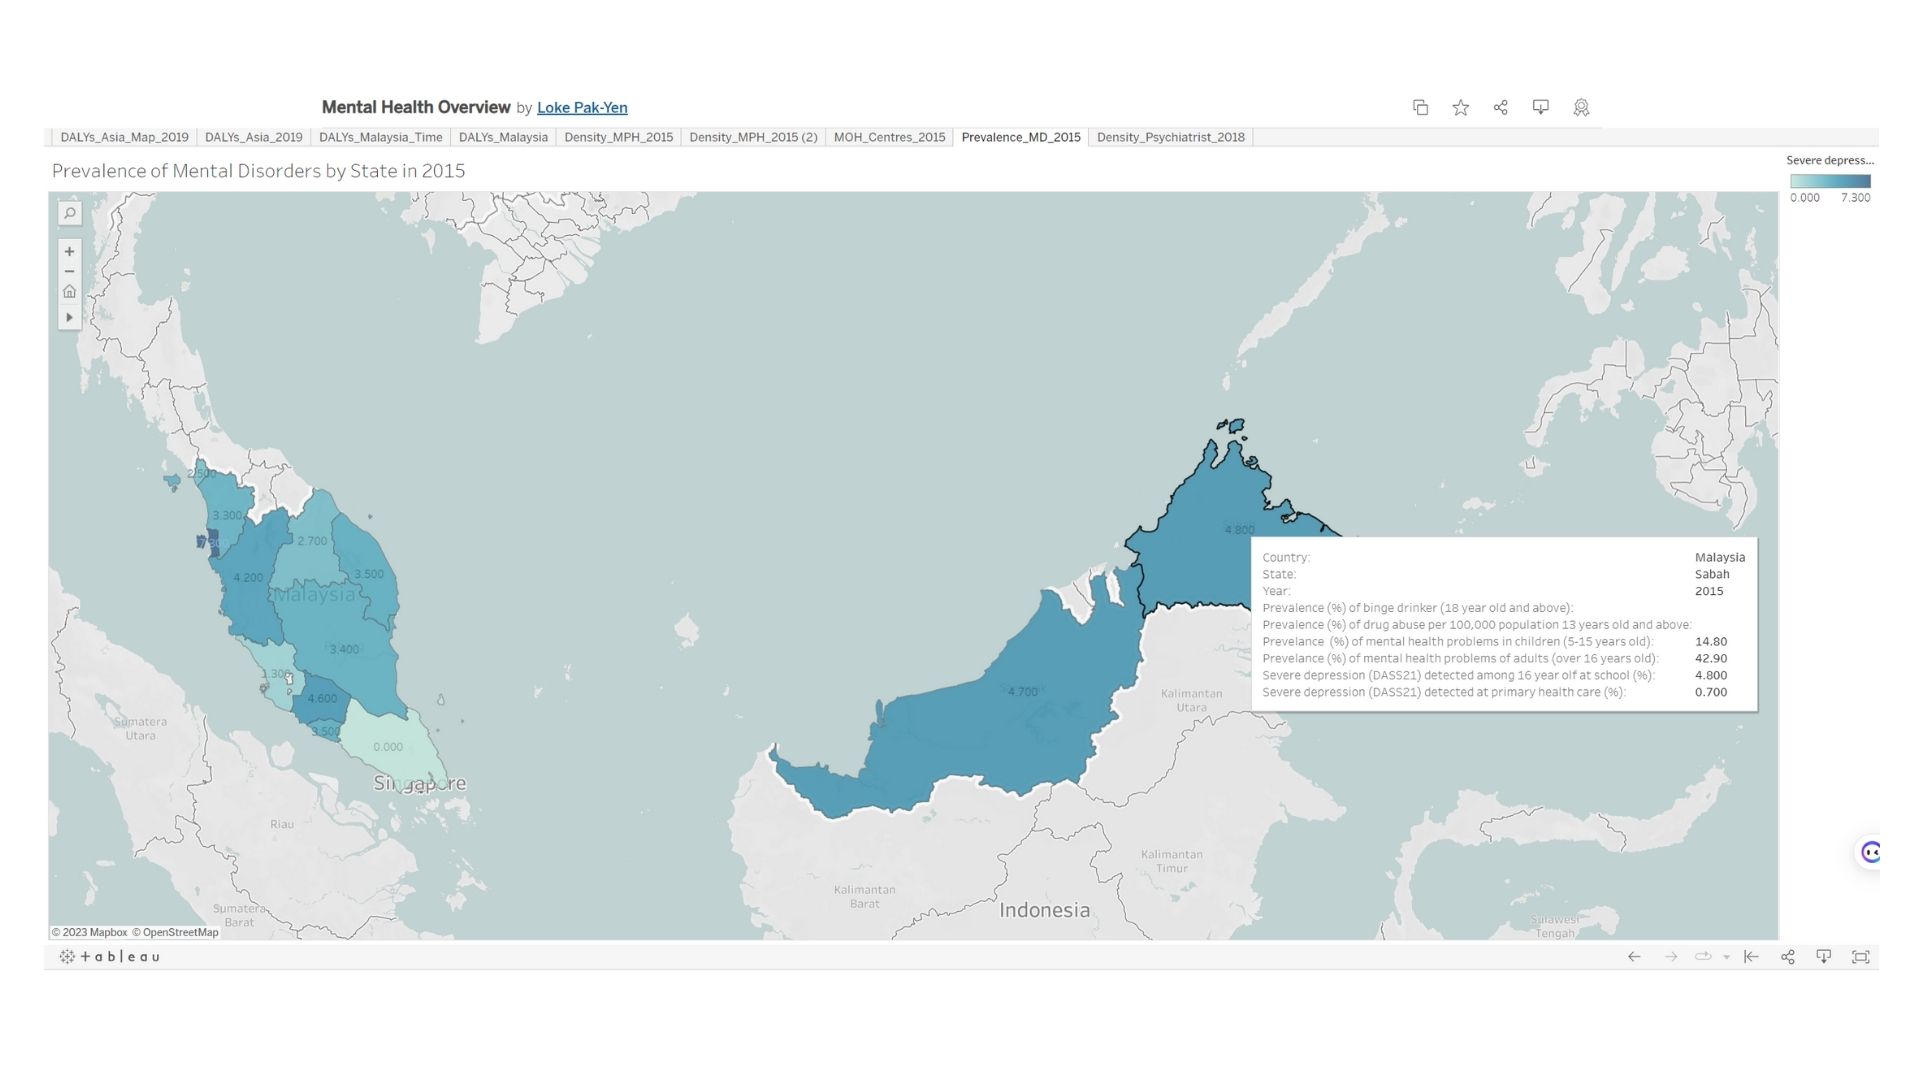 Mental Health Overview by Loke Pak-Yen
DALYs_Asia_Map_2019 DALYs_Asia_2019 DALYs_Malaysia_Time DALYs_Malaysia Density_MPH_2015 Density_MPH_2015 (2) MOH_Centres_2015 Prevalence_MD_2015 Density_Psychiatrist_2018
Prevalence of Mental Disorders by State in 2015
Severe depress...
0.000 7.300
2.500
3.300
2.700
4.200
3.500
Malaysia
3.400
1.300
4.600
3.500
0.000
Singapore
4.800
4.700
Country: Malaysia
State: Sabah
Year: 2015
Prevalence (%) of binge drinker (18 year old and above):
Prevalence (%) of drug abuse per 100,000 population 13 years old and above:
Prevelance (%) of mental health problems in children (5-15 years old): 14.80
Prevelance (%) of mental health problems of adults (over 16 years old): 42.90
Severe depression (DASS21) detected among 16 year olf at school (%): 4.800
Severe depression (DASS21) detected at primary health care (%): 0.700
Kalimantan
Utara
Sumatera
Utara
Riau
Kalimantan
Timur
Kalimantan
Barat
Sumatera
Barat
Indonesia
Sulawesi
Tengah
© 2023 Mapbox © OpenStreetMap
+ a b l e a u